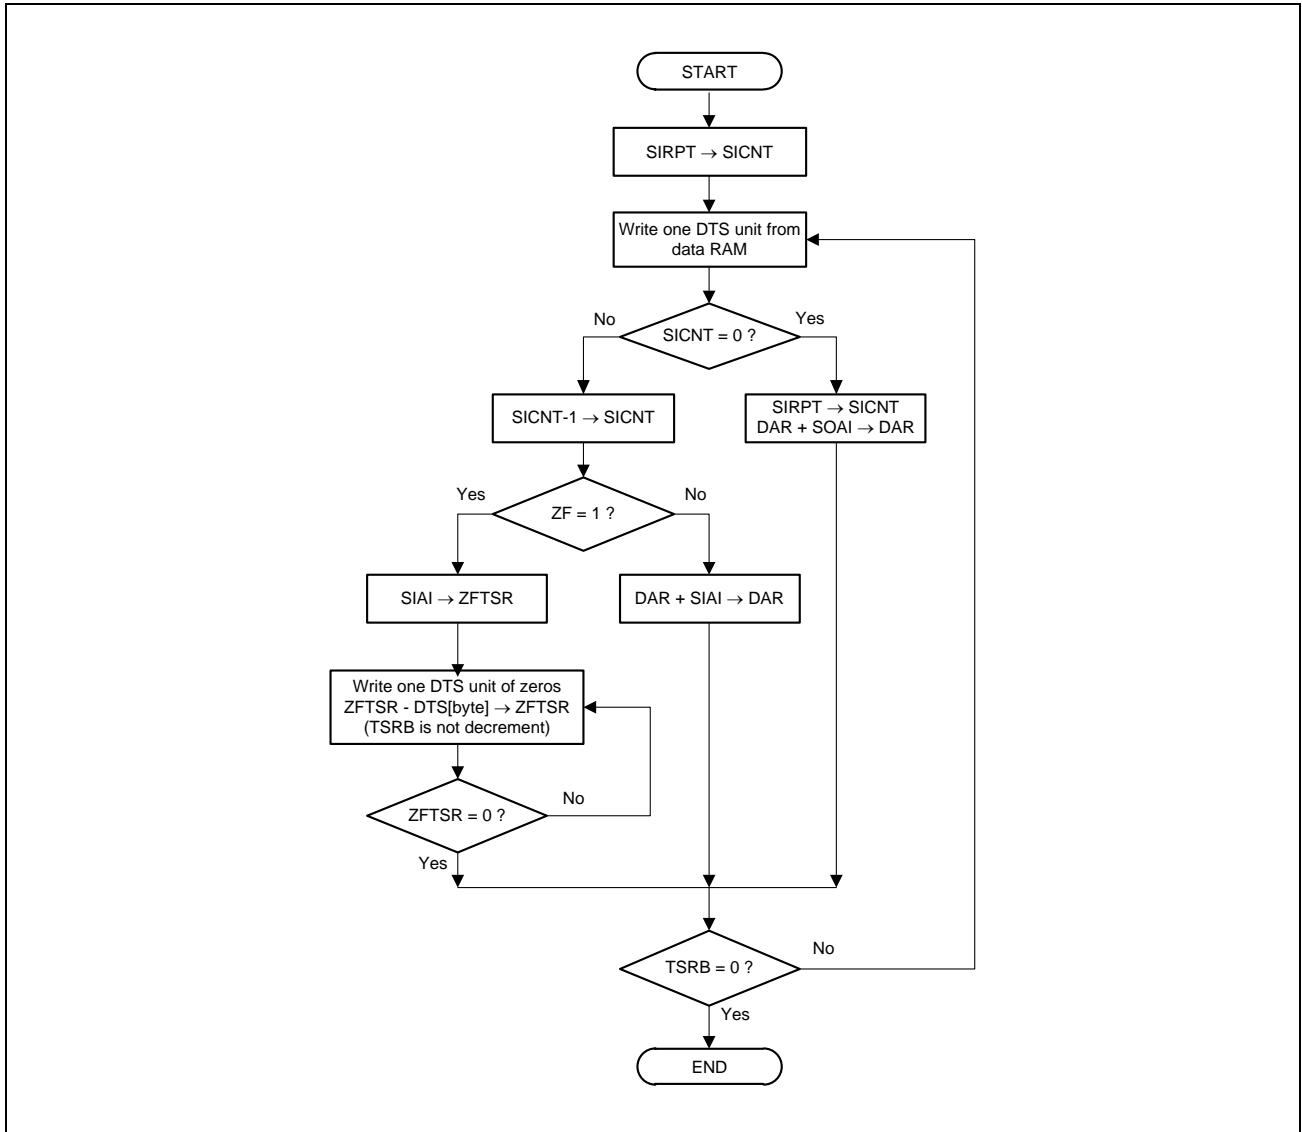 START
SIRPT → SICNT
Write one DTS unit from
data RAM
No
Yes
SICNT = 0 ?
SICNT-1 → SICNT
SIRPT → SICNT
DAR + SOAI → DAR
Yes
No
ZF = 1 ?
SIAI → ZFTSR
DAR + SIAI → DAR
Write one DTS unit of zeros
ZFTSR - DTS[byte] → ZFTSR
(TSRB is not decrement)
No
ZFTSR = 0 ?
Yes
No
TSRB = 0 ?
Yes
END